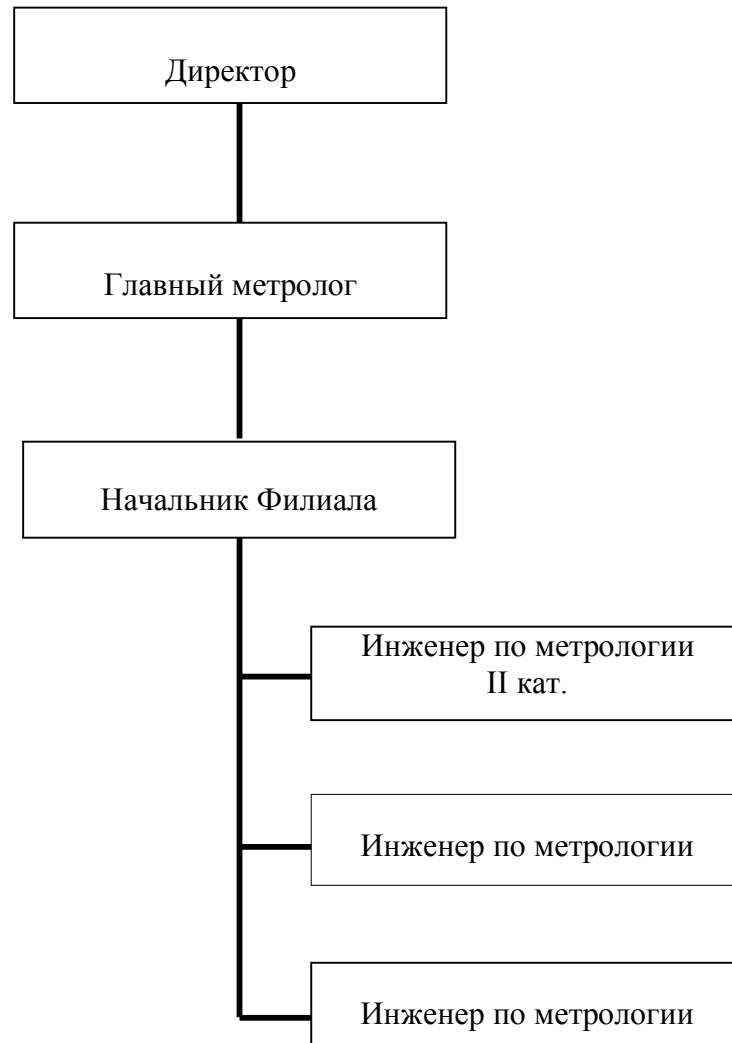 Директор
Главный метролог
Начальник Филиала
Инженер по метрологии
II кат.
Инженер по метрологии
Инженер по метрологии